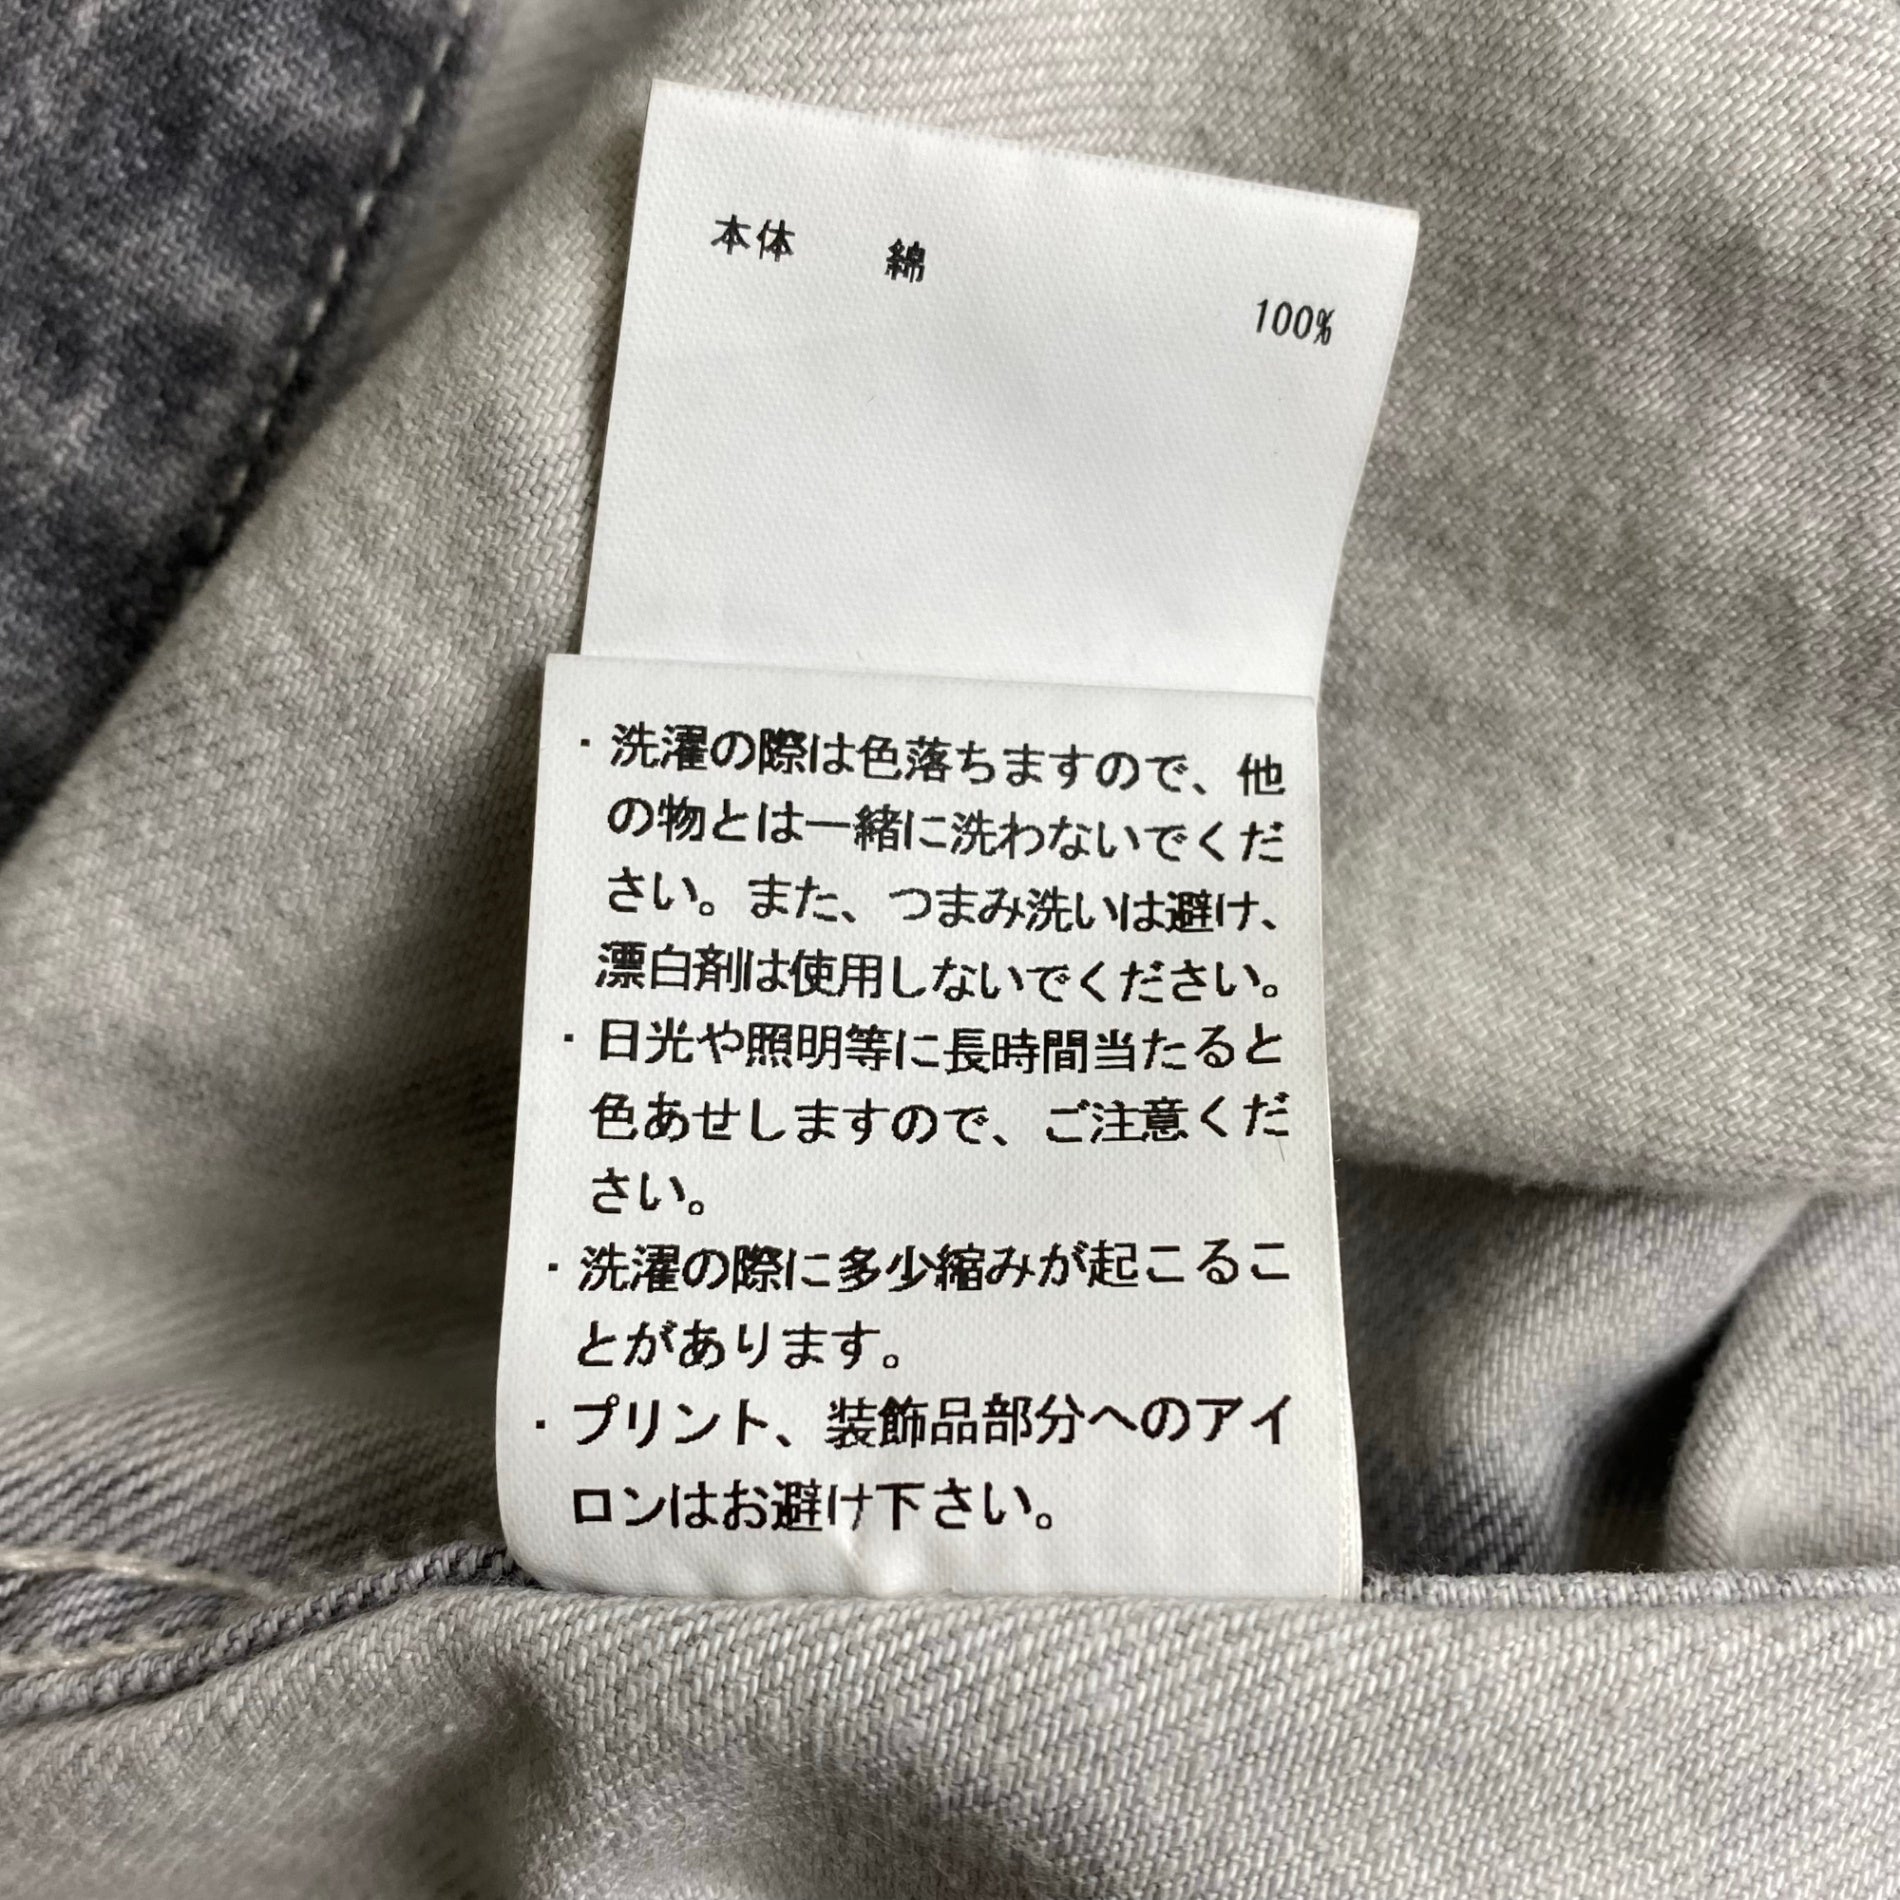 本体　綿
100%
・洗濯の際は色落ちますので、他
の物とは一緒に洗わないでくだ
さい。また、つまみ洗いは避け、
漂白剤は使用しないでください。
・日光や照明等に長時間当たると
色あせしますので、ご注意くだ
さい。
・洗濯の際に多少縮みが起こるこ
とがあります。
・プリント、装飾品部分へのアイ
ロンはお避け下さい。